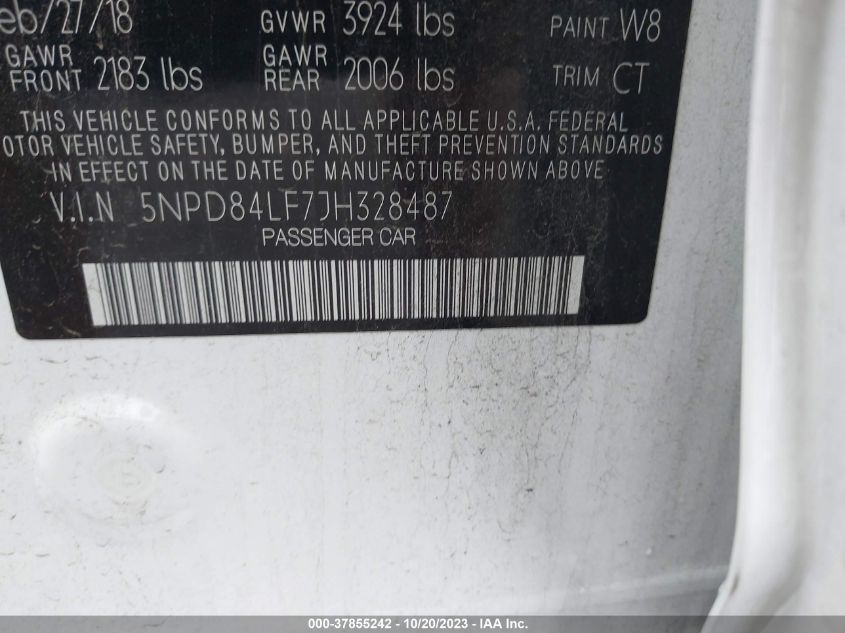 eb/27/18 GVWR 3924 lbs PAINT W8
GAWR FRONT 2183 lbs GAWR REAR 2006 lbs TRIM CT
THIS VEHICLE CONFORMS TO ALL APPLICABLE U.S.A. FEDERAL
OTOR VEHICLE SAFETY, BUMPER, AND THEFT PREVENTION STANDARDS
IN EFFECT ON THE DATE OF MANUFACTURE SHOWN ABOVE.
V.I.N 5NPD84LF7JH328487
PASSENGER CAR
000-37855242 - 10/20/2023 - IAA Inc.